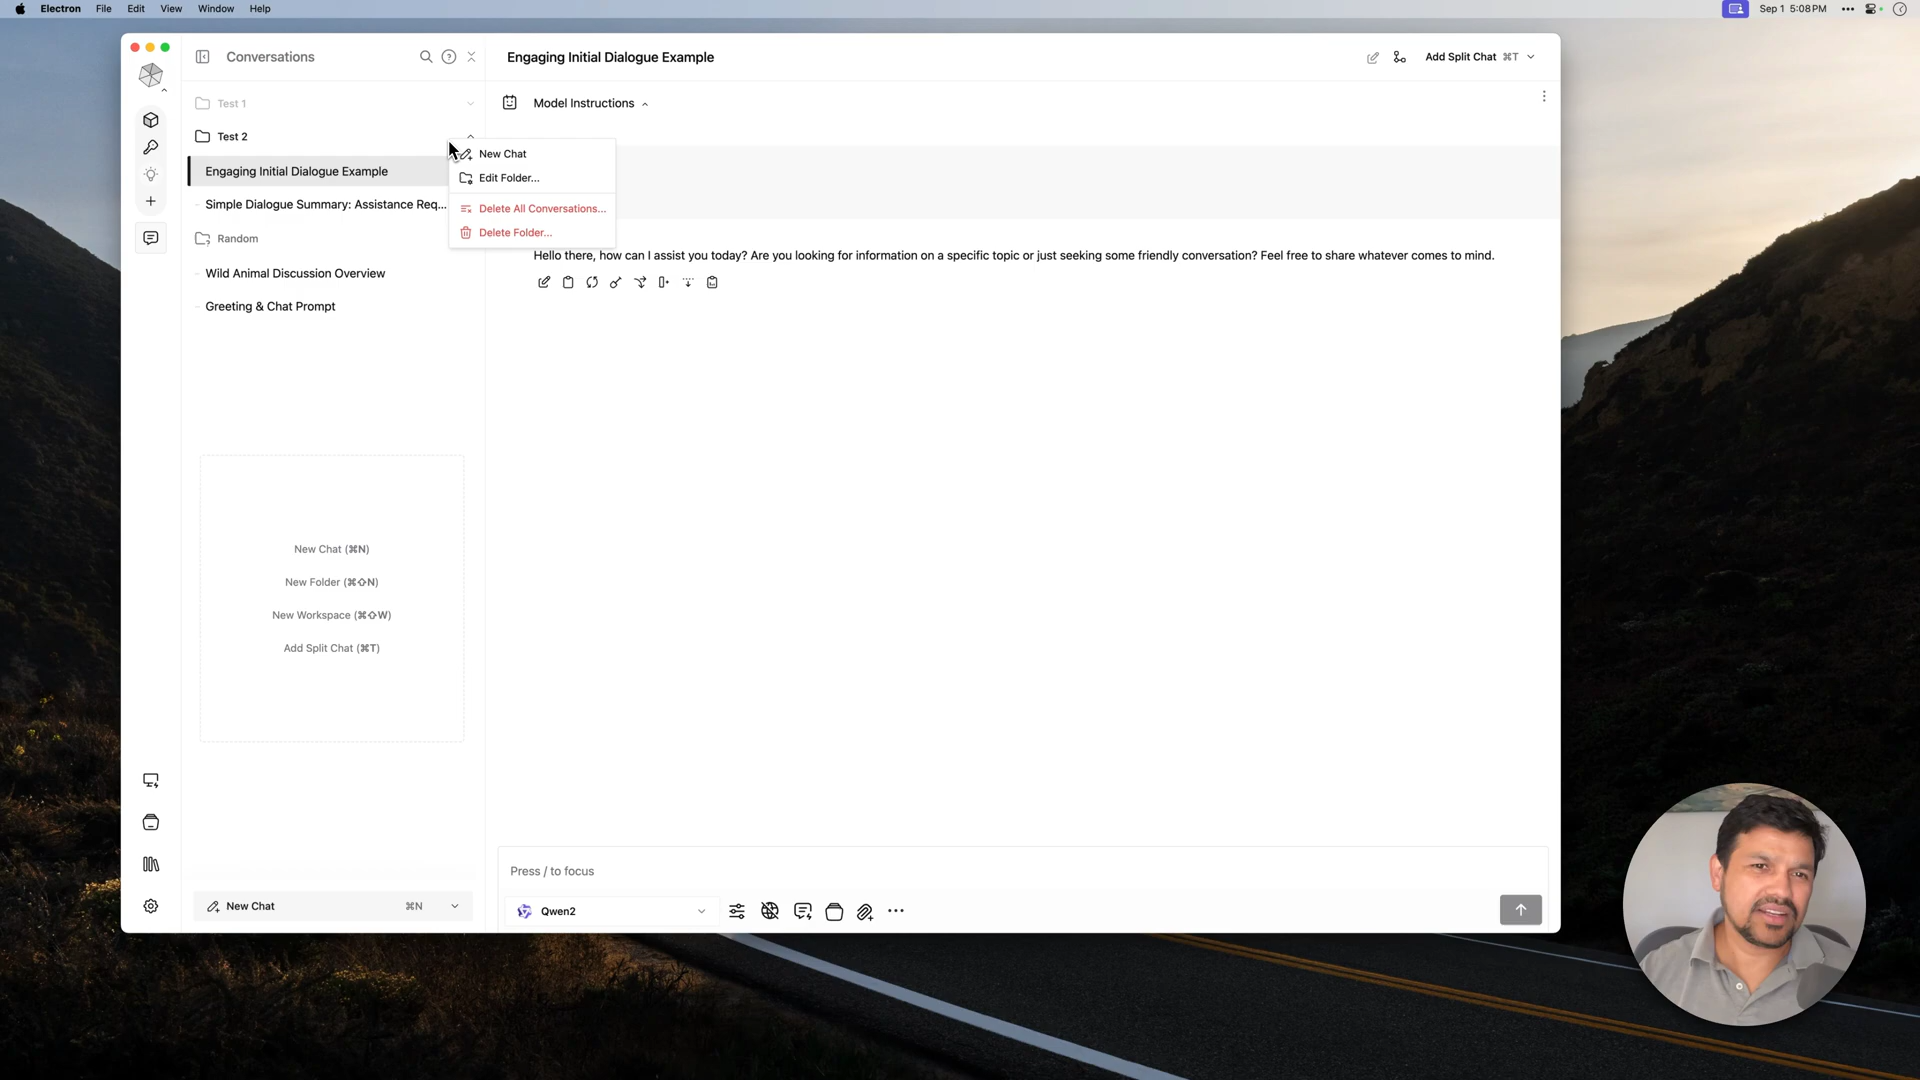 Electron File Edit View Window Help
Sep 1 5:08 PM
Conversations
Engaging Initial Dialogue Example
Add Split Chat ⌘T
Test 1
Model Instructions
Test 2
New Chat
Engaging Initial Dialogue Example
Edit Folder...
Simple Dialogue Summary: Assistance Req...
Delete All Conversations...
Delete Folder...
Random
Hello there, how can I assist you today? Are you looking for information on a specific topic or just seeking some friendly conversation? Feel free to share whatever comes to mind.
Wild Animal Discussion Overview
Greeting & Chat Prompt
New Chat (⌘N)
New Folder (⌘⇧N)
New Workspace (⌘⇧W)
Add Split Chat (⌘T)
Press / to focus
New Chat ⌘N
Qwen2